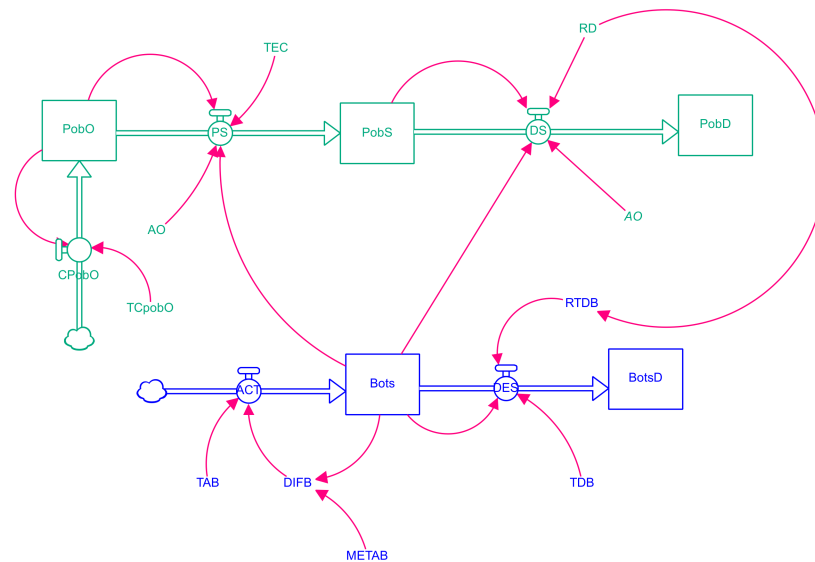 TEC
RD
PobO
PS
PobS
DS
PobD
AO
AO
CPobO
TCpobO
RTDB
ACT
Bots
DES
BotsD
TAB
DIFB
TDB
METAB